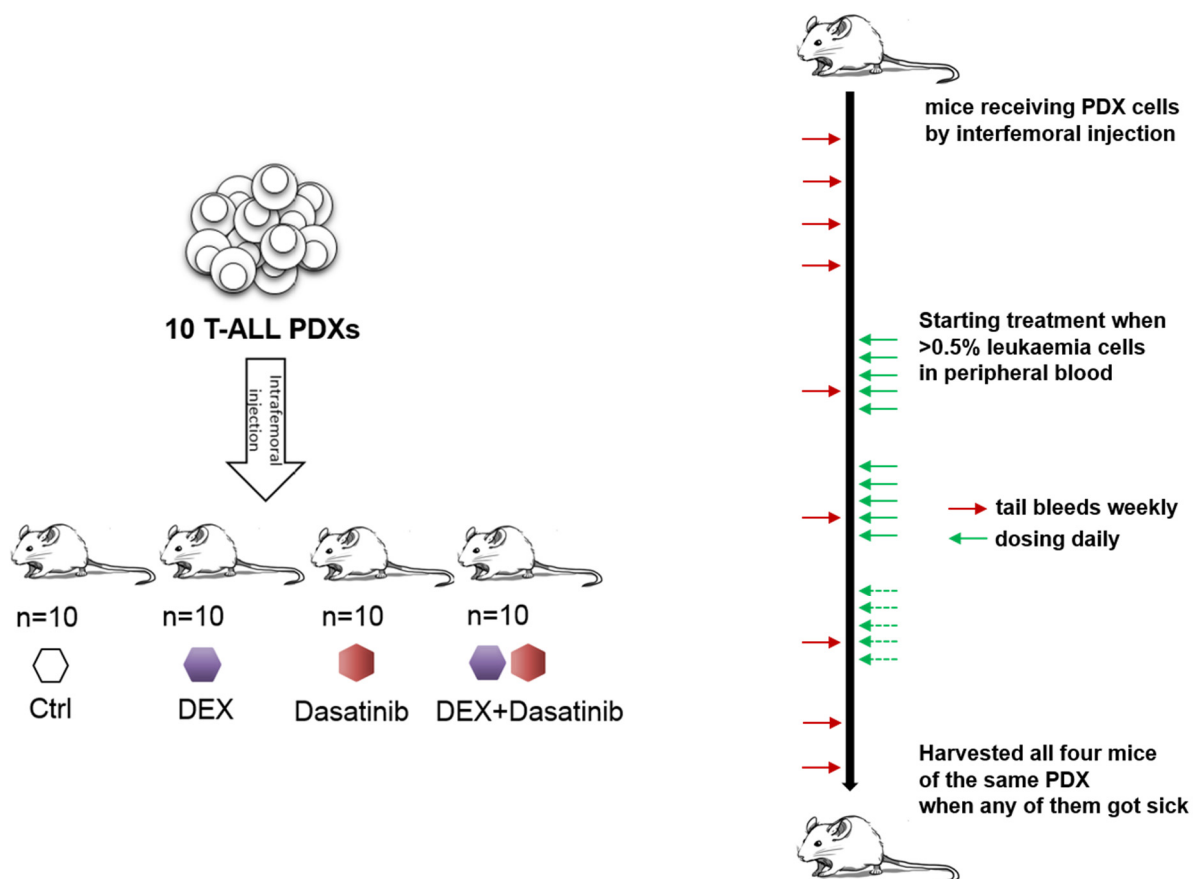 10 T-ALL PDXs
Intrafemoral
injection
n=10
n=10
n=10
n=10
Ctrl
DEX
Dasatinib
DEX+Dasatinib
mice receiving PDX cells
by interfemoral injection
Starting treatment when
>0.5% leukaemia cells
in peripheral blood
tail bleeds weekly
dosing daily
Harvested all four mice
of the same PDX
when any of them got sick